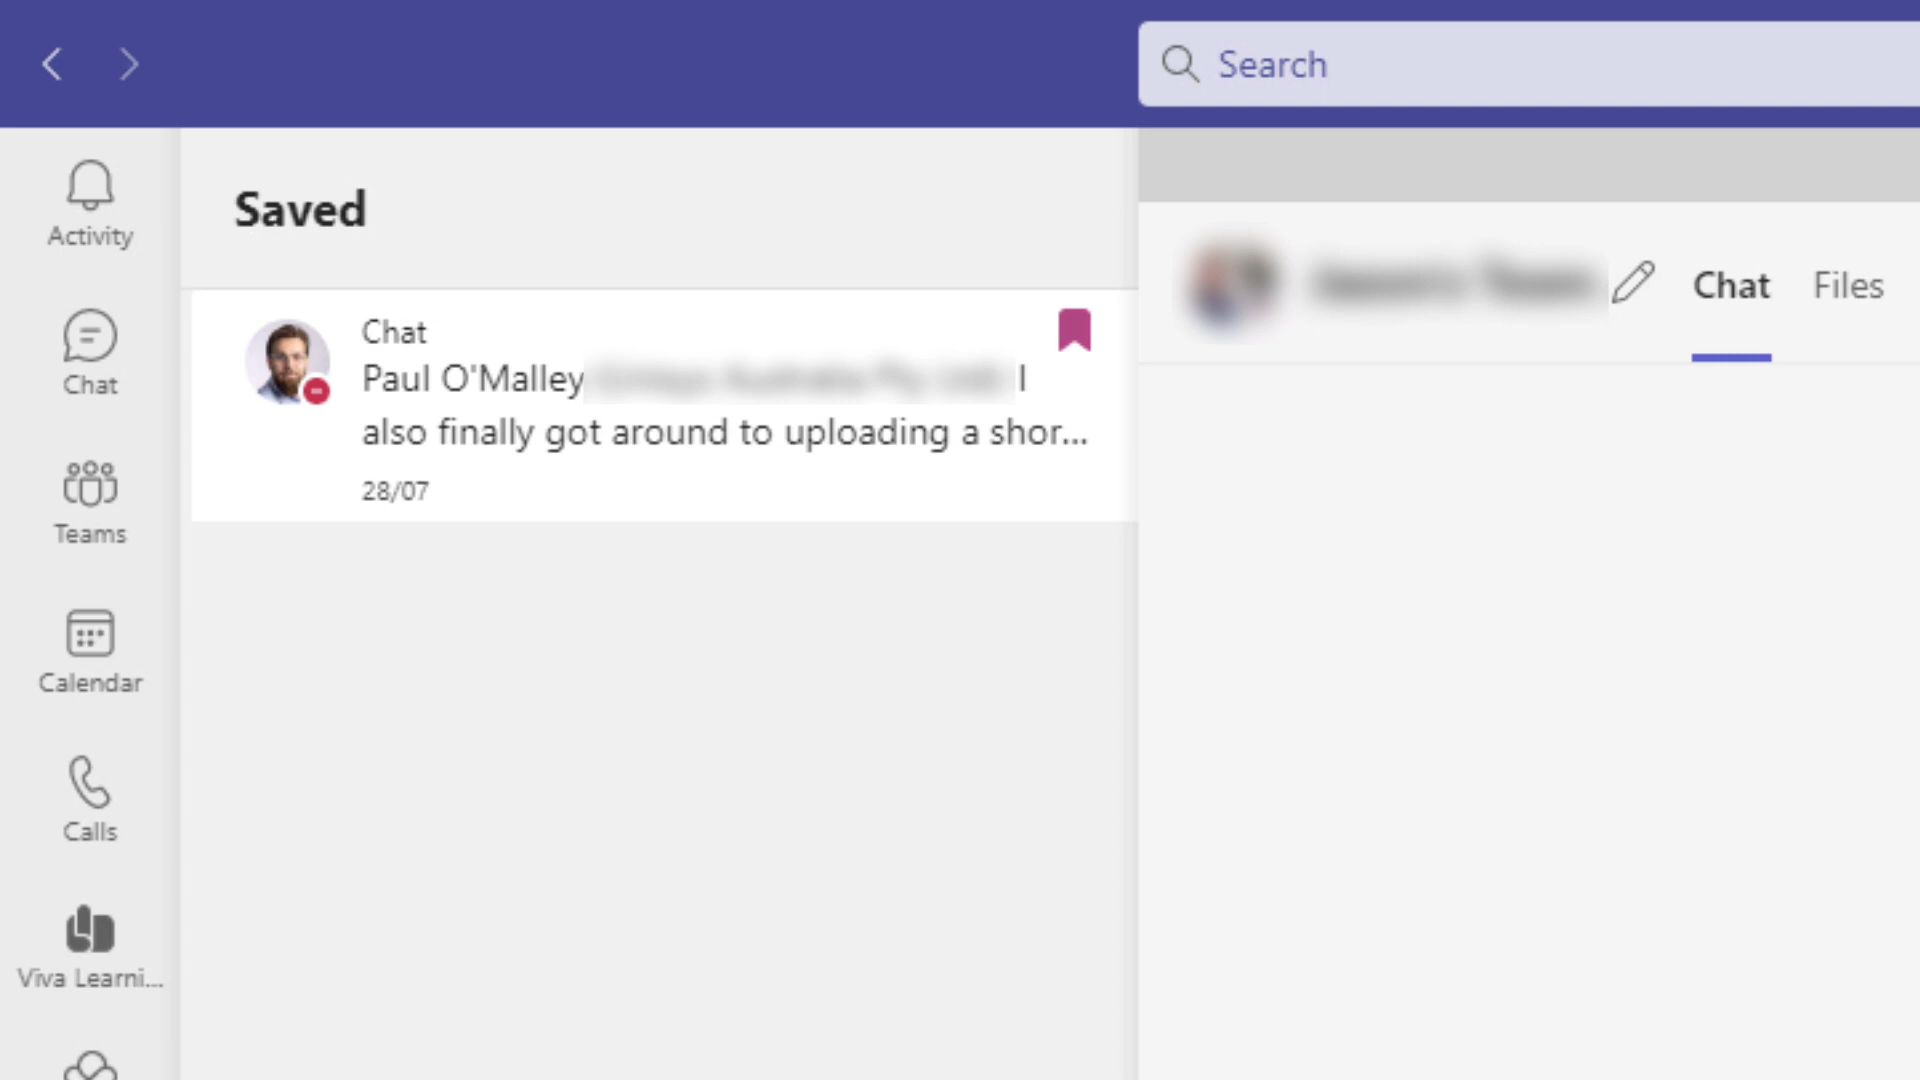 Search
Activity
Chat
Teams
Calendar
Calls
Viva Learni...
Saved
Chat
Paul O'Malley I
also finally got around to uploading a shor...
28/07
Chat Files